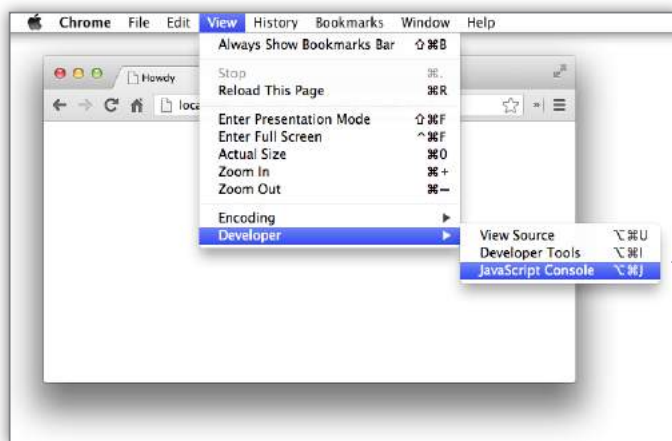 Chrome File Edit View History Bookmarks Window Help
Always Show Bookmarks Bar ⇧⌘B
Stop ⌘.
Reload This Page ⌘R
Enter Presentation Mode ⇧⌘F
Enter Full Screen ^⌘F
Actual Size ⌘0
Zoom In ⌘+
Zoom Out ⌘−
Encoding
Developer
View Source ⌥⌘U
Developer Tools ⌥⌘I
JavaScript Console ⌥⌘J
Howdy
loca